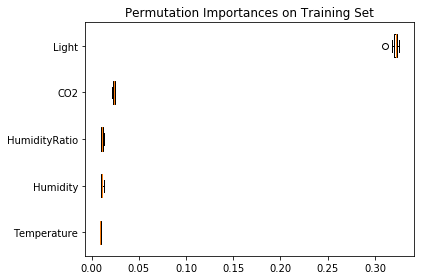 Permutation Importances on Training Set
Light
CO2
HumidityRatio
Humidity
Temperature
0.00 0.05 0.10 0.15 0.20 0.25 0.30